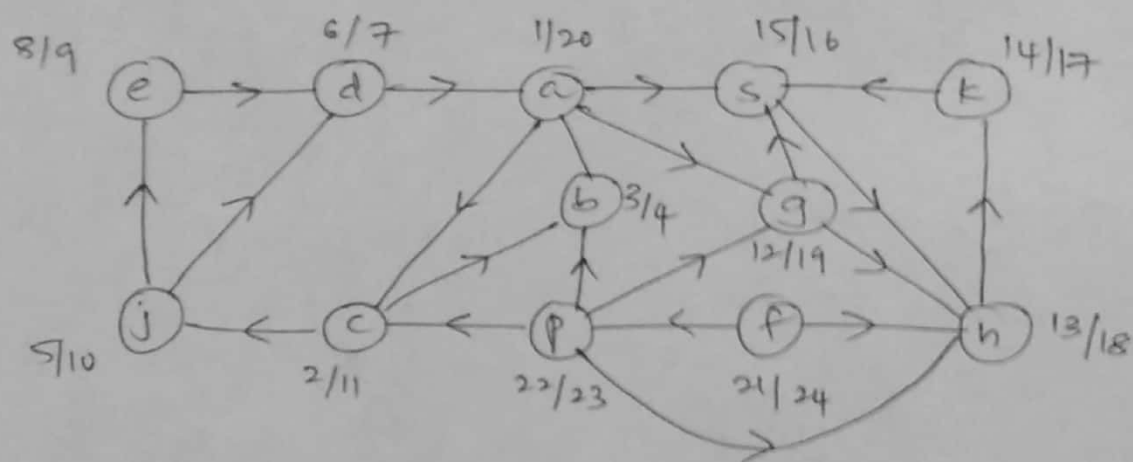 8/9 6/7 1/20 15/16 14/17
e d a s k
b 3/4 g
12/19
j c p f h
5/10 2/11 22/23 21/24 13/18